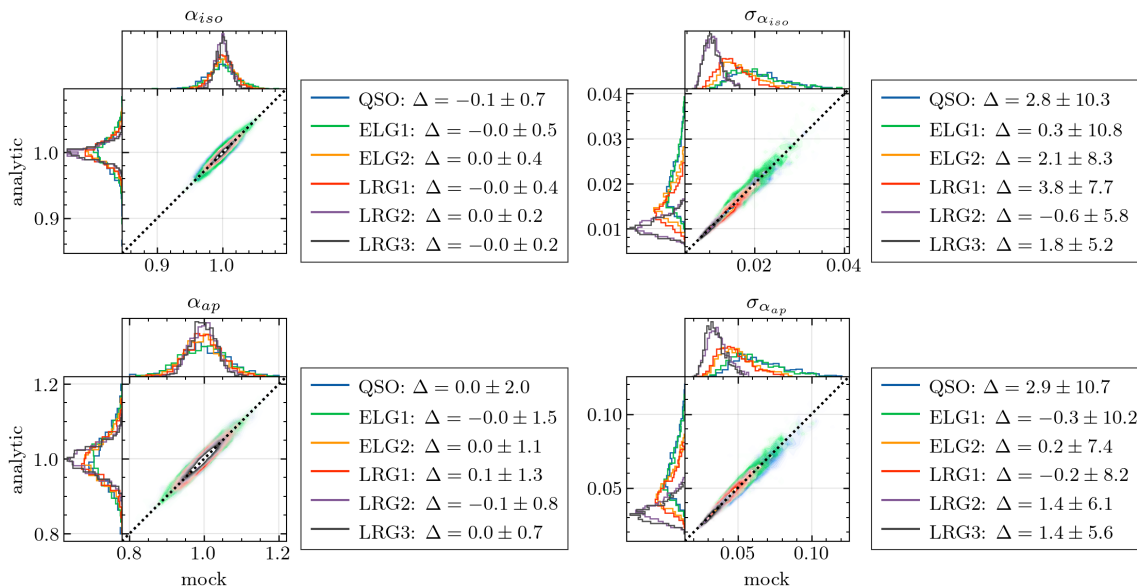 α_iso
analytic
1.0
0.9
0.9
1.0
QSO: Δ = −0.1 ± 0.7
ELG1: Δ = −0.0 ± 0.5
ELG2: Δ = 0.0 ± 0.4
LRG1: Δ = −0.0 ± 0.4
LRG2: Δ = 0.0 ± 0.2
LRG3: Δ = −0.0 ± 0.2
σ_α_iso
0.04
0.03
0.02
0.01
0.02
0.04
QSO: Δ = 2.8 ± 10.3
ELG1: Δ = 0.3 ± 10.8
ELG2: Δ = 2.1 ± 8.3
LRG1: Δ = 3.8 ± 7.7
LRG2: Δ = −0.6 ± 5.8
LRG3: Δ = 1.8 ± 5.2
α_ap
analytic
1.2
1.0
0.8
0.8
1.0
1.2
mock
QSO: Δ = 0.0 ± 2.0
ELG1: Δ = −0.0 ± 1.5
ELG2: Δ = 0.0 ± 1.1
LRG1: Δ = 0.1 ± 1.3
LRG2: Δ = −0.1 ± 0.8
LRG3: Δ = 0.0 ± 0.7
σ_α_ap
0.10
0.05
0.05
0.10
mock
QSO: Δ = 2.9 ± 10.7
ELG1: Δ = −0.3 ± 10.2
ELG2: Δ = 0.2 ± 7.4
LRG1: Δ = −0.2 ± 8.2
LRG2: Δ = 1.4 ± 6.1
LRG3: Δ = 1.4 ± 5.6